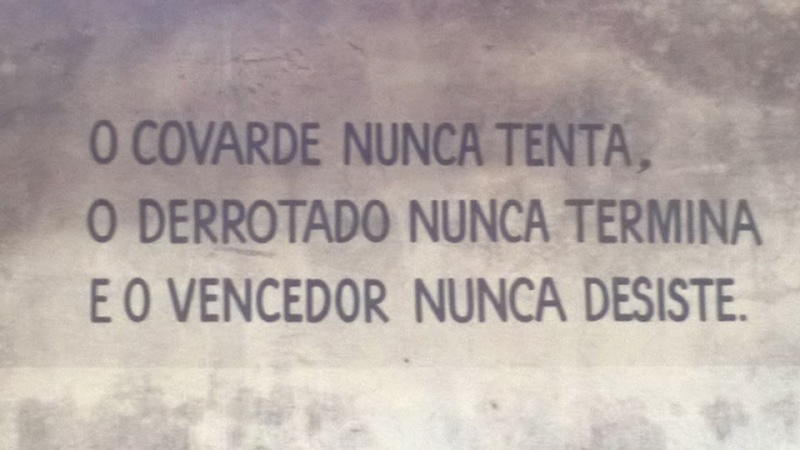 O COVARDE NUNCA TENTA,
O DERROTADO NUNCA TERMINA
E O VENCEDOR NUNCA DESISTE.